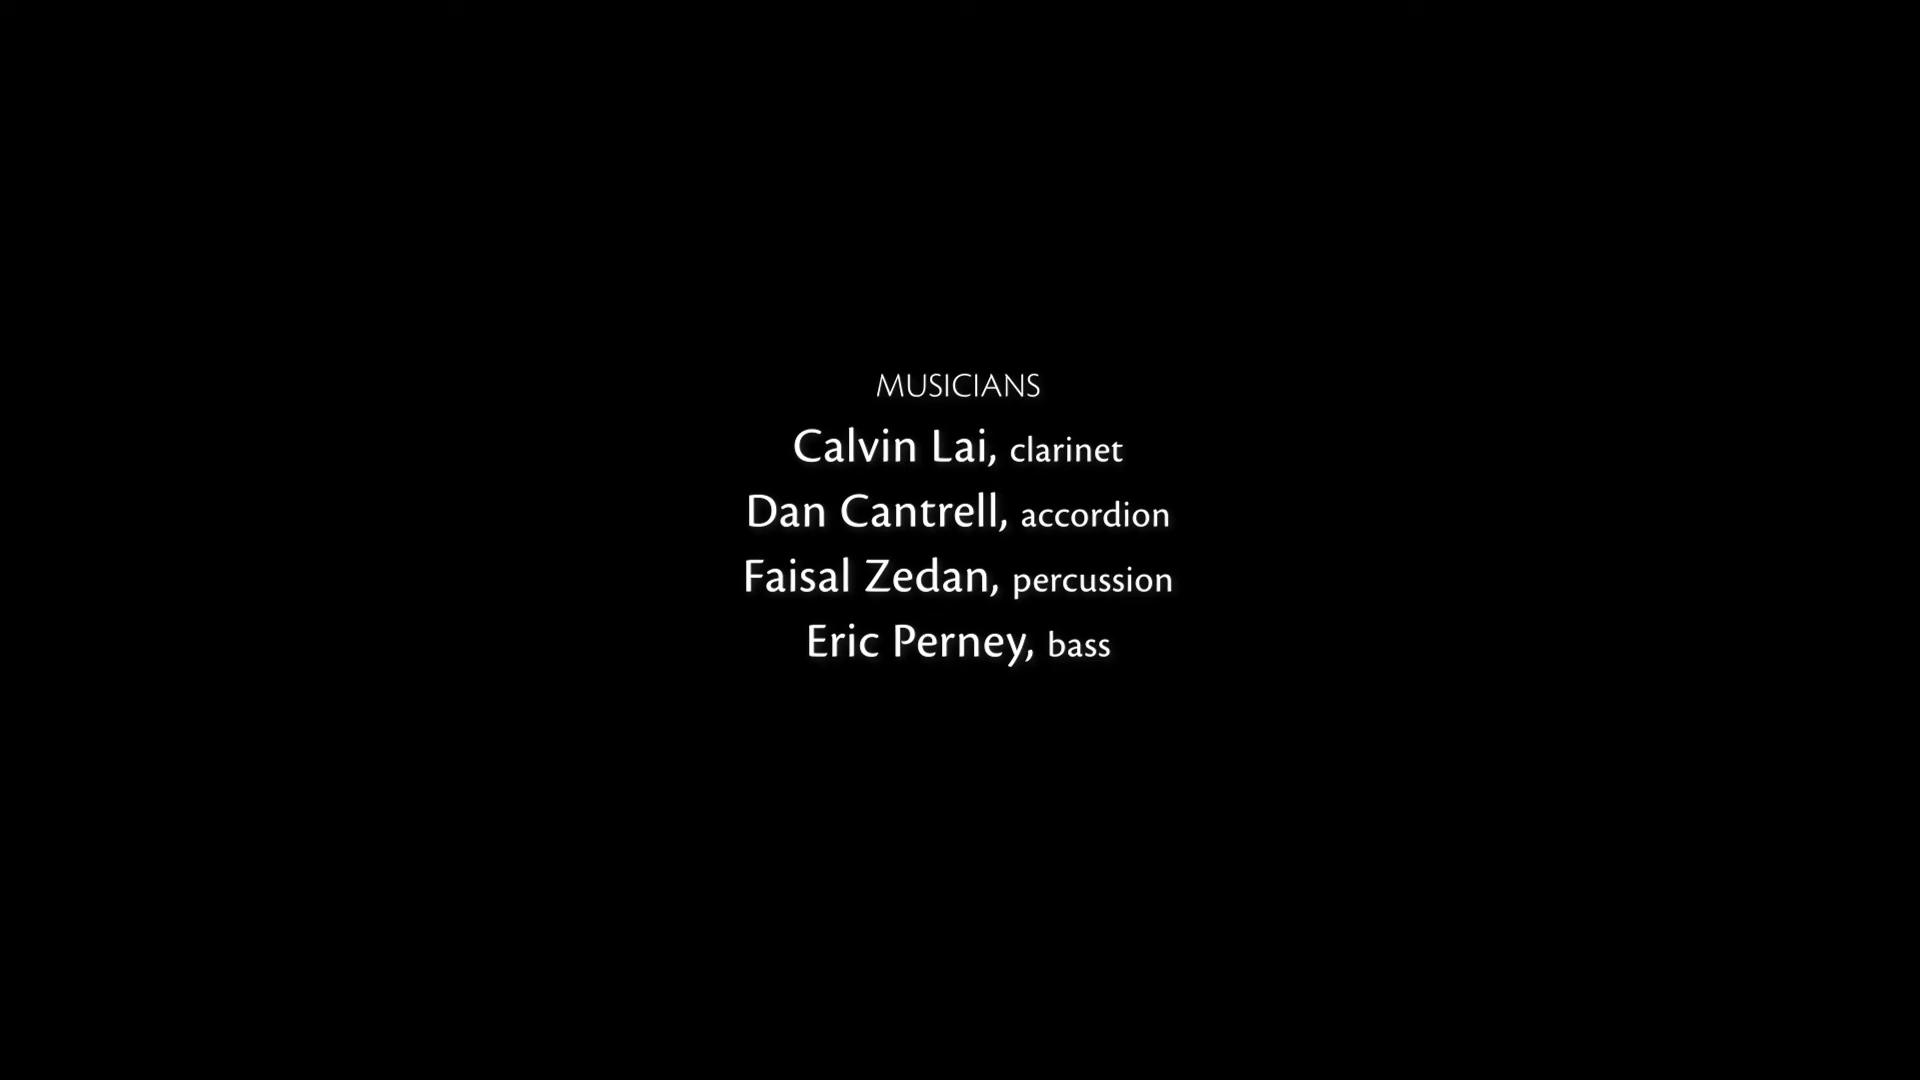 MUSICIANS
Calvin Lai, clarinet
Dan Cantrell, accordion
Faisal Zedan, percussion
Eric Perney, bass